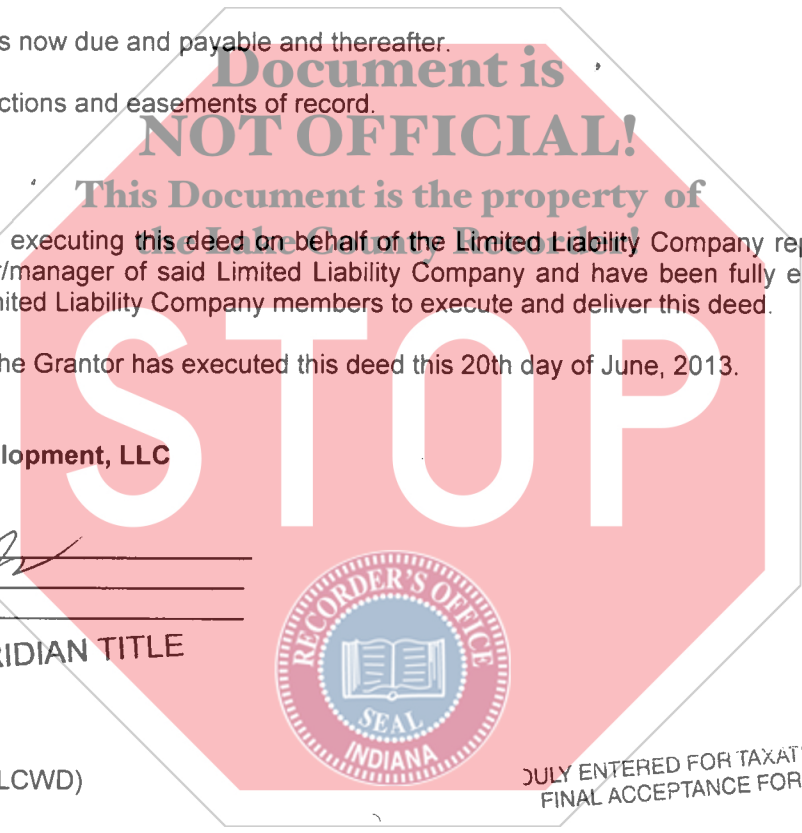 s now due and payable and thereafter.
Document is
ctions and easements of record.
NOT OFFICIAL!
This Document is the property of
the Lake County Recorder!
executing this deed on behalf of the Limited Liability Company rep
/manager of said Limited Liability Company and have been fully e
ited Liability Company members to execute and deliver this deed.
STOP
he Grantor has executed this deed this 20th day of June, 2013.
lopment, LLC
RECORDER'S OFFICE
SEAL
INDIANA
IDIAN TITLE
LCWD)
DULY ENTERED FOR TAXAT
FINAL ACCEPTANCE FOR